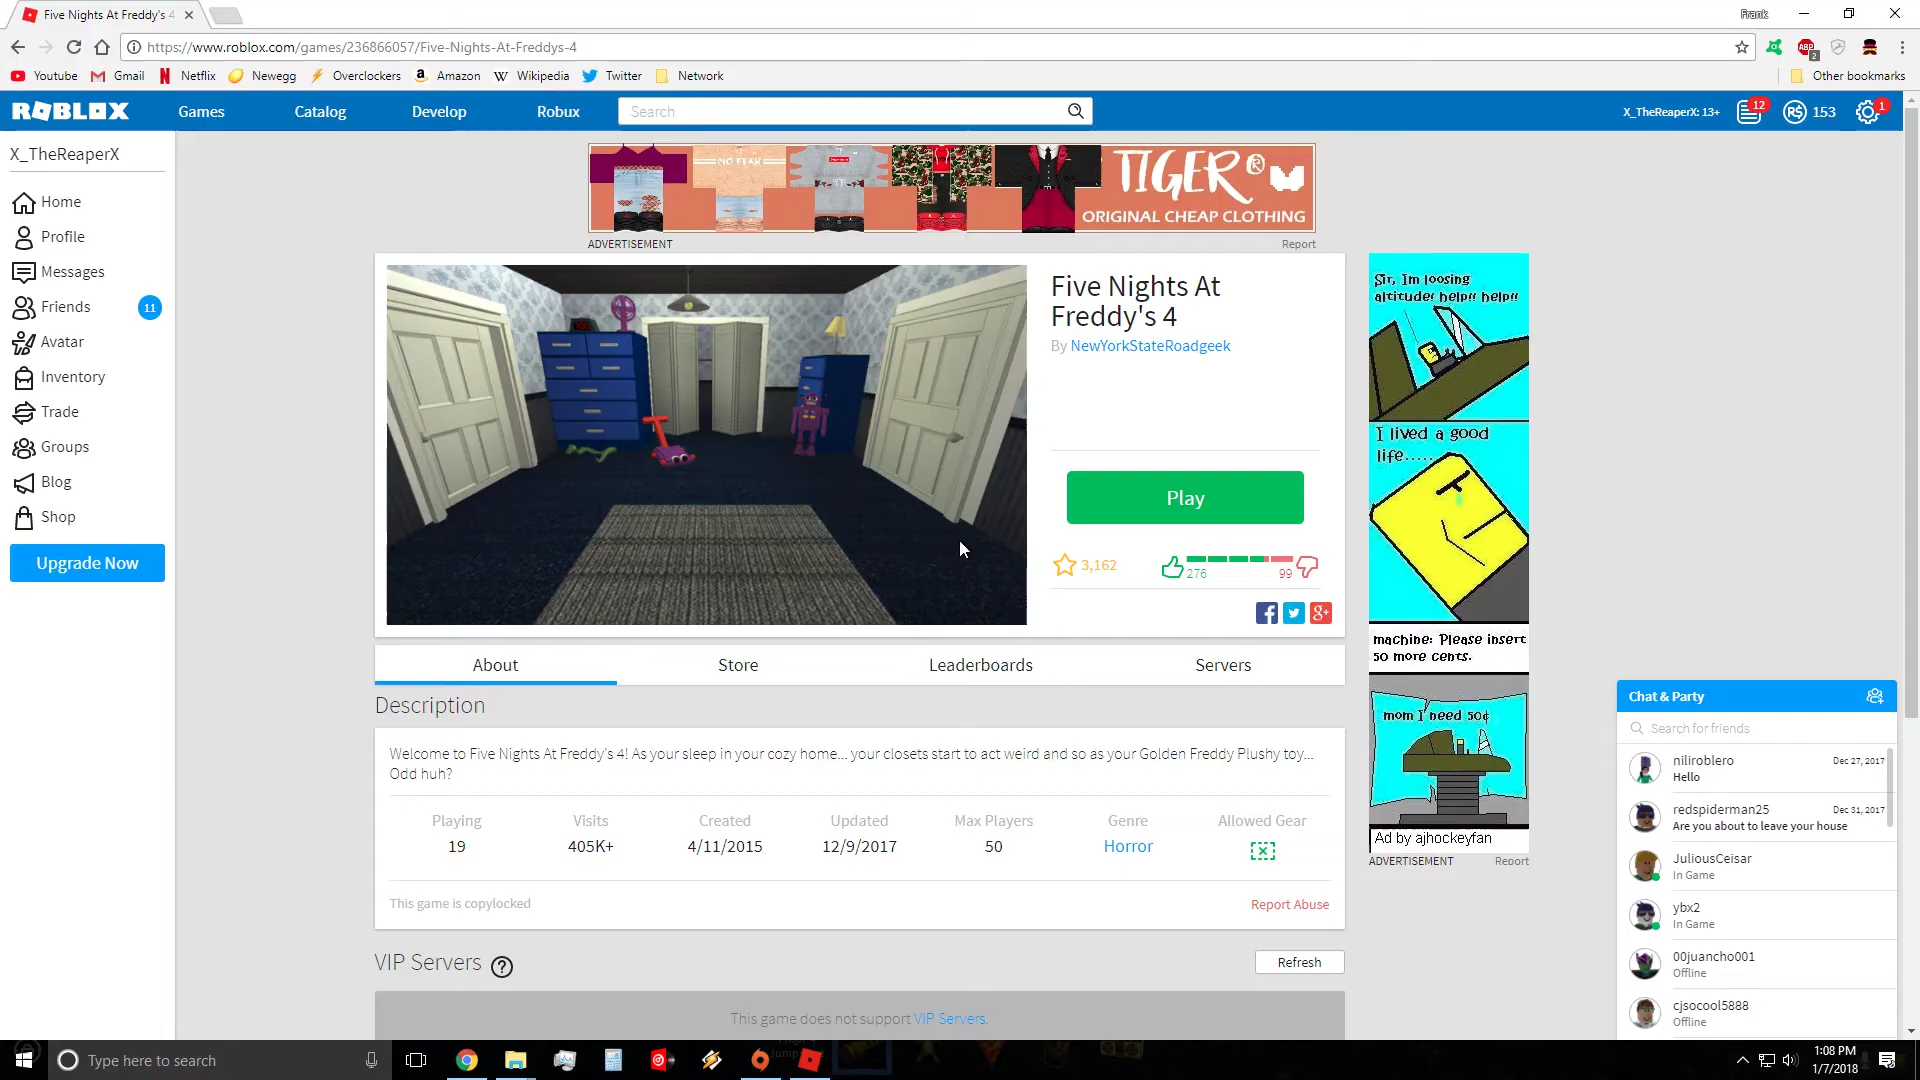 Five Nights At Freddy's 4
Frank
https://www.roblox.com/games/236866057/Five-Nights-At-Freddys-4
ABP
2
Youtube
Gmail
Netflix
Newegg
Overclockers
Amazon
Wikipedia
Twitter
Network
Other bookmarks
ROBLOX
Games
Catalog
Develop
Robux
Search
X_TheReaperX: 13+
12
R$
153
1
X_TheReaperX
Home
Profile
Messages
Friends
11
Avatar
Inventory
Trade
Groups
Blog
Shop
Upgrade Now
NO FEAR
TIGER®
ORIGINAL CHEAP CLOTHING
ADVERTISEMENT
Report
Five Nights At
Freddy's 4
By NewYorkStateRoadgeek
Play
3,162
276
99
About
Store
Leaderboards
Servers
Description
Welcome to Five Nights At Freddy's 4! As your sleep in your cozy home... your closets start to act weird and so as your Golden Freddy Plushy toy...
Odd huh?
Playing
Visits
Created
Updated
Max Players
Genre
Allowed Gear
19
405K+
4/11/2015
12/9/2017
50
Horror
This game is copylocked
Report Abuse
VIP Servers
Refresh
This game does not support VIP Servers.
Sir, Im loosing
altitude! help!! help!!
I lived a good
life.....
machine: Please insert
50 more cents.
mom I need 50¢
Ad by ajhockeyfan
ADVERTISEMENT
Report
Chat & Party
Search for friends
niliroblero
Dec 27, 2017
Hello
redspiderman25
Dec 31, 2017
Are you about to leave your house
JuliousCeisar
In Game
ybx2
In Game
00juancho001
Offline
cjsocool5888
Offline
Type here to search
1:08 PM
1/7/2018